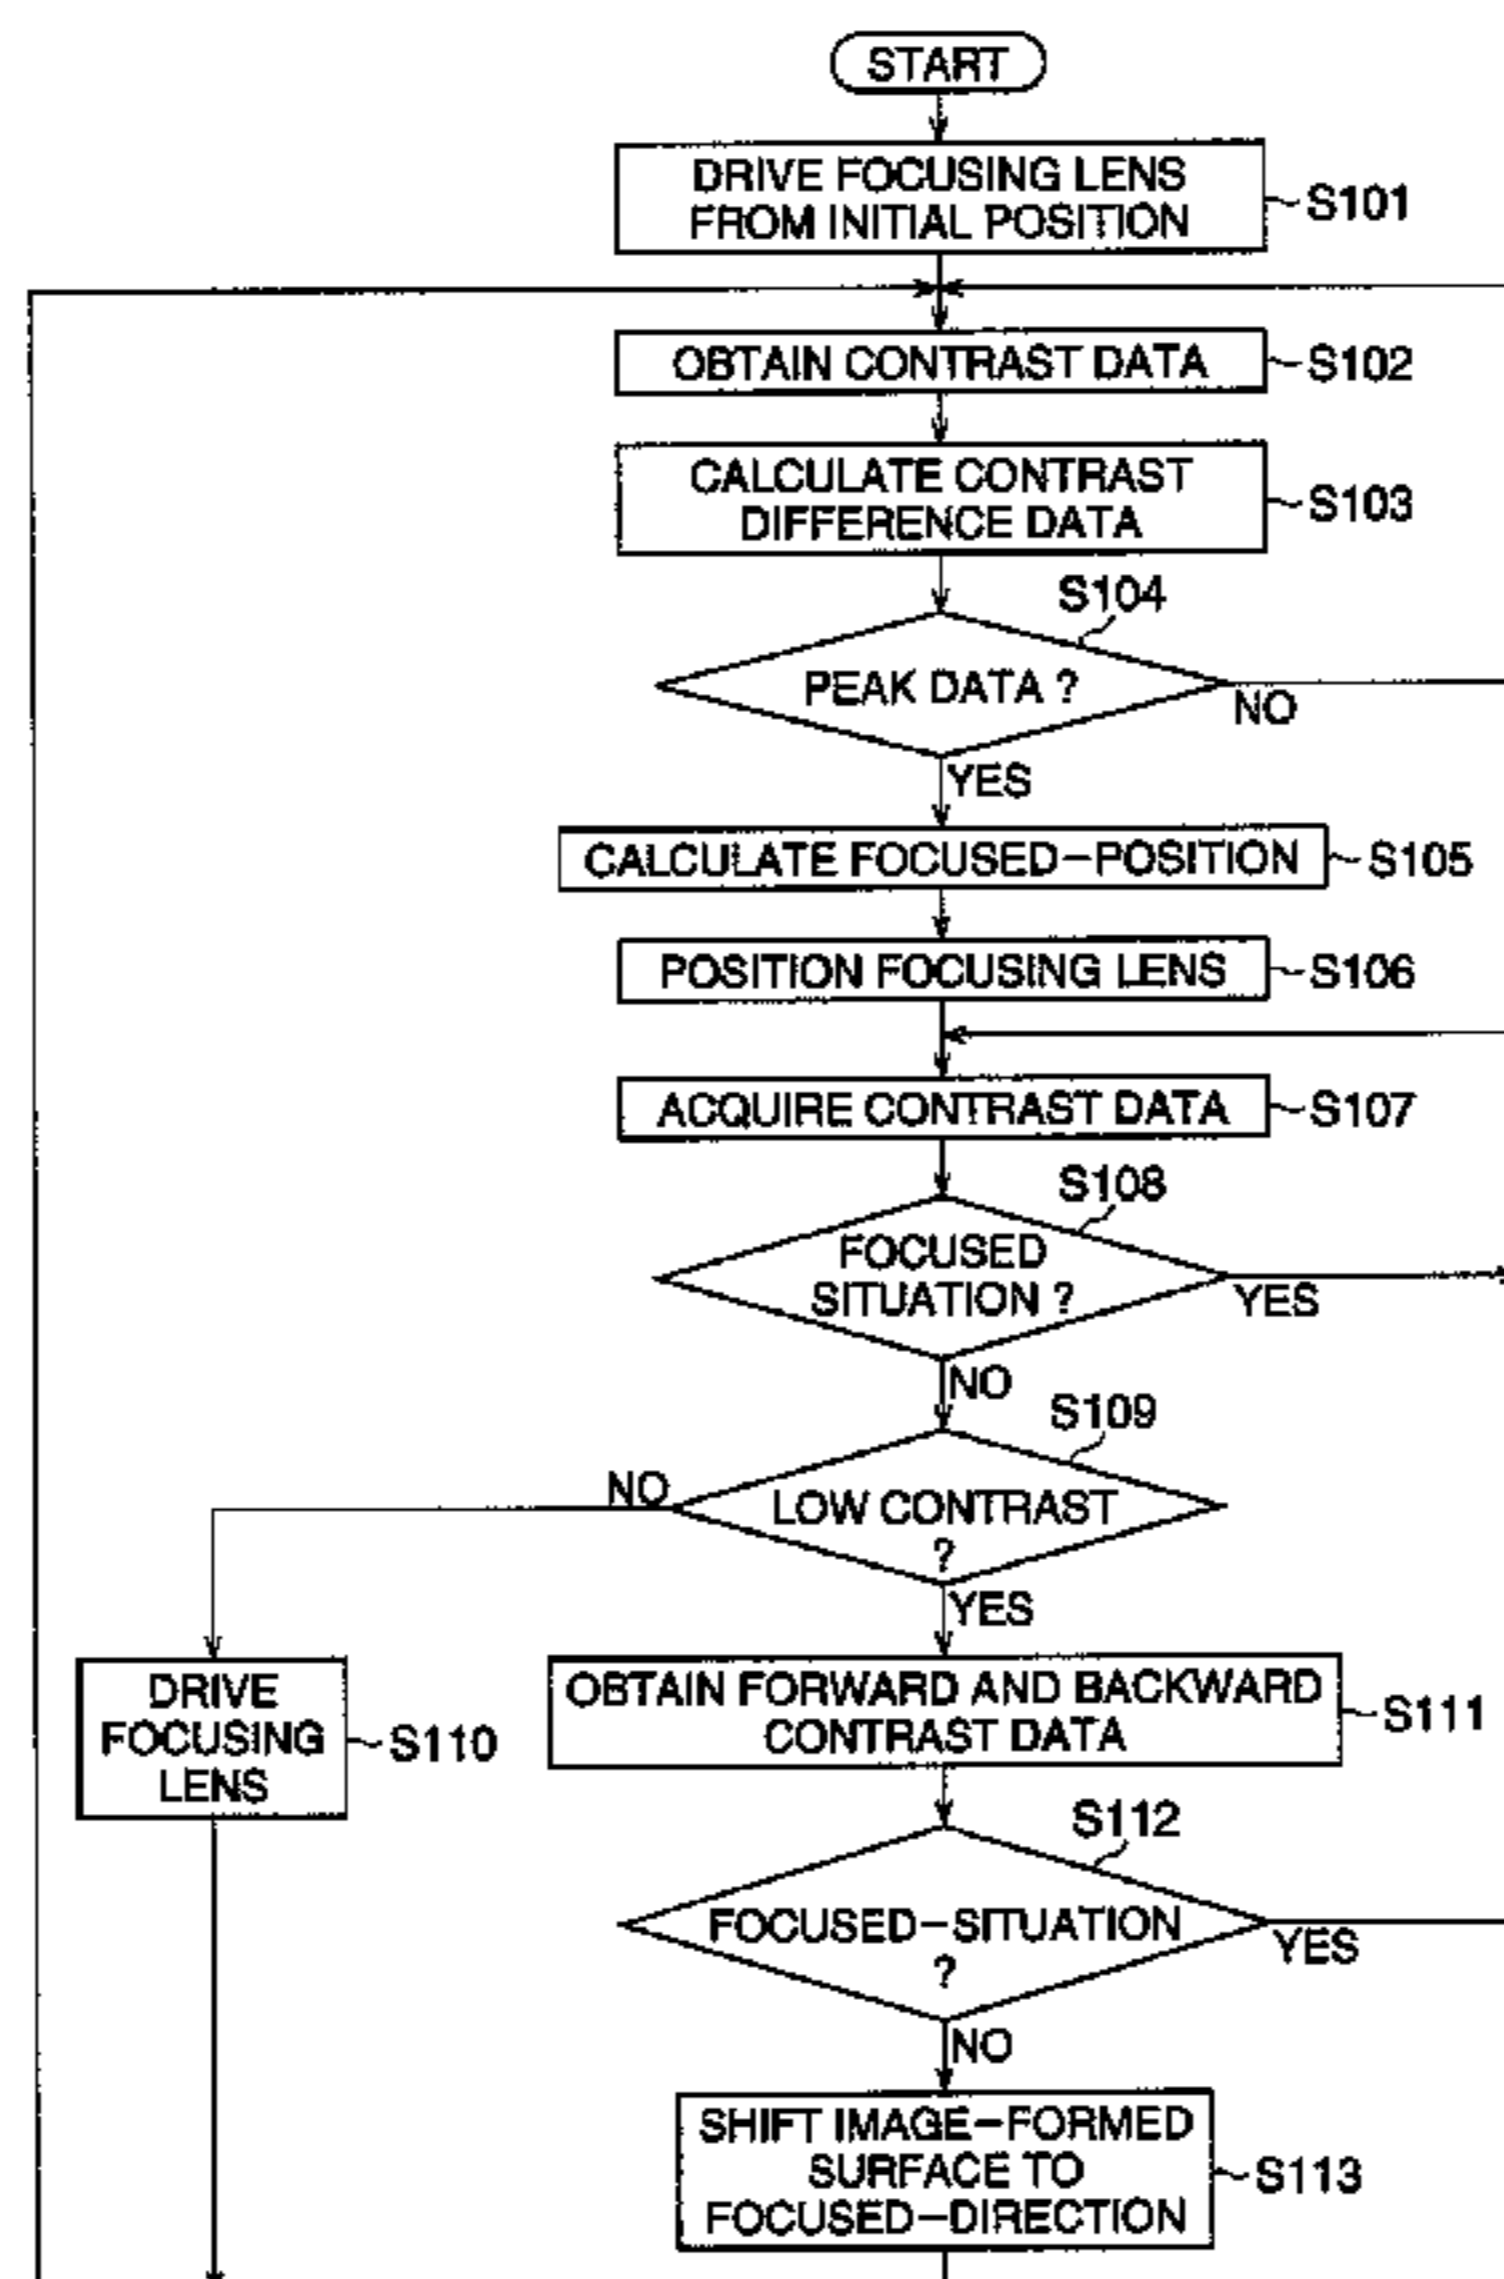 START
DRIVE FOCUSING LENS
FROM INITIAL POSITION
S101
OBTAIN CONTRAST DATA
S102
CALCULATE CONTRAST
DIFFERENCE DATA
S103
S104
PEAK DATA ?
NO
YES
CALCULATE FOCUSED-POSITION
S105
POSITION FOCUSING LENS
S106
ACQUIRE CONTRAST DATA
S107
S108
FOCUSED
SITUATION ?
YES
NO
S109
NO
LOW CONTRAST
?
YES
DRIVE
FOCUSING
LENS
S110
OBTAIN FORWARD AND BACKWARD
CONTRAST DATA
S111
S112
FOCUSED-SITUATION
?
YES
NO
SHIFT IMAGE-FORMED
SURFACE TO
FOCUSED-DIRECTION
S113